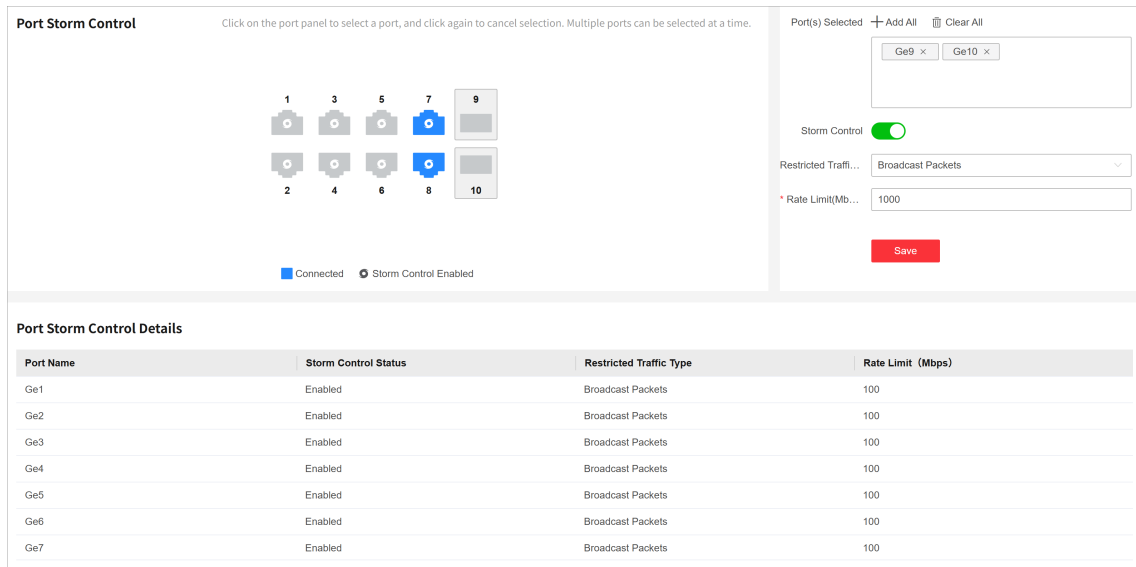 Port Storm Control
Click on the port panel to select a port, and click again to cancel selection. Multiple ports can be selected at a time.
1 3 5 7 9
2 4 6 8 10
Connected Storm Control Enabled
Port(s) Selected Add All Clear All
Ge9 × Ge10 ×
Storm Control
Restricted Traffi... Broadcast Packets
* Rate Limit(Mb... 1000
Save
Port Storm Control Details
Port Name Storm Control Status Restricted Traffic Type Rate Limit（Mbps）
Ge1 Enabled Broadcast Packets 100
Ge2 Enabled Broadcast Packets 100
Ge3 Enabled Broadcast Packets 100
Ge4 Enabled Broadcast Packets 100
Ge5 Enabled Broadcast Packets 100
Ge6 Enabled Broadcast Packets 100
Ge7 Enabled Broadcast Packets 100